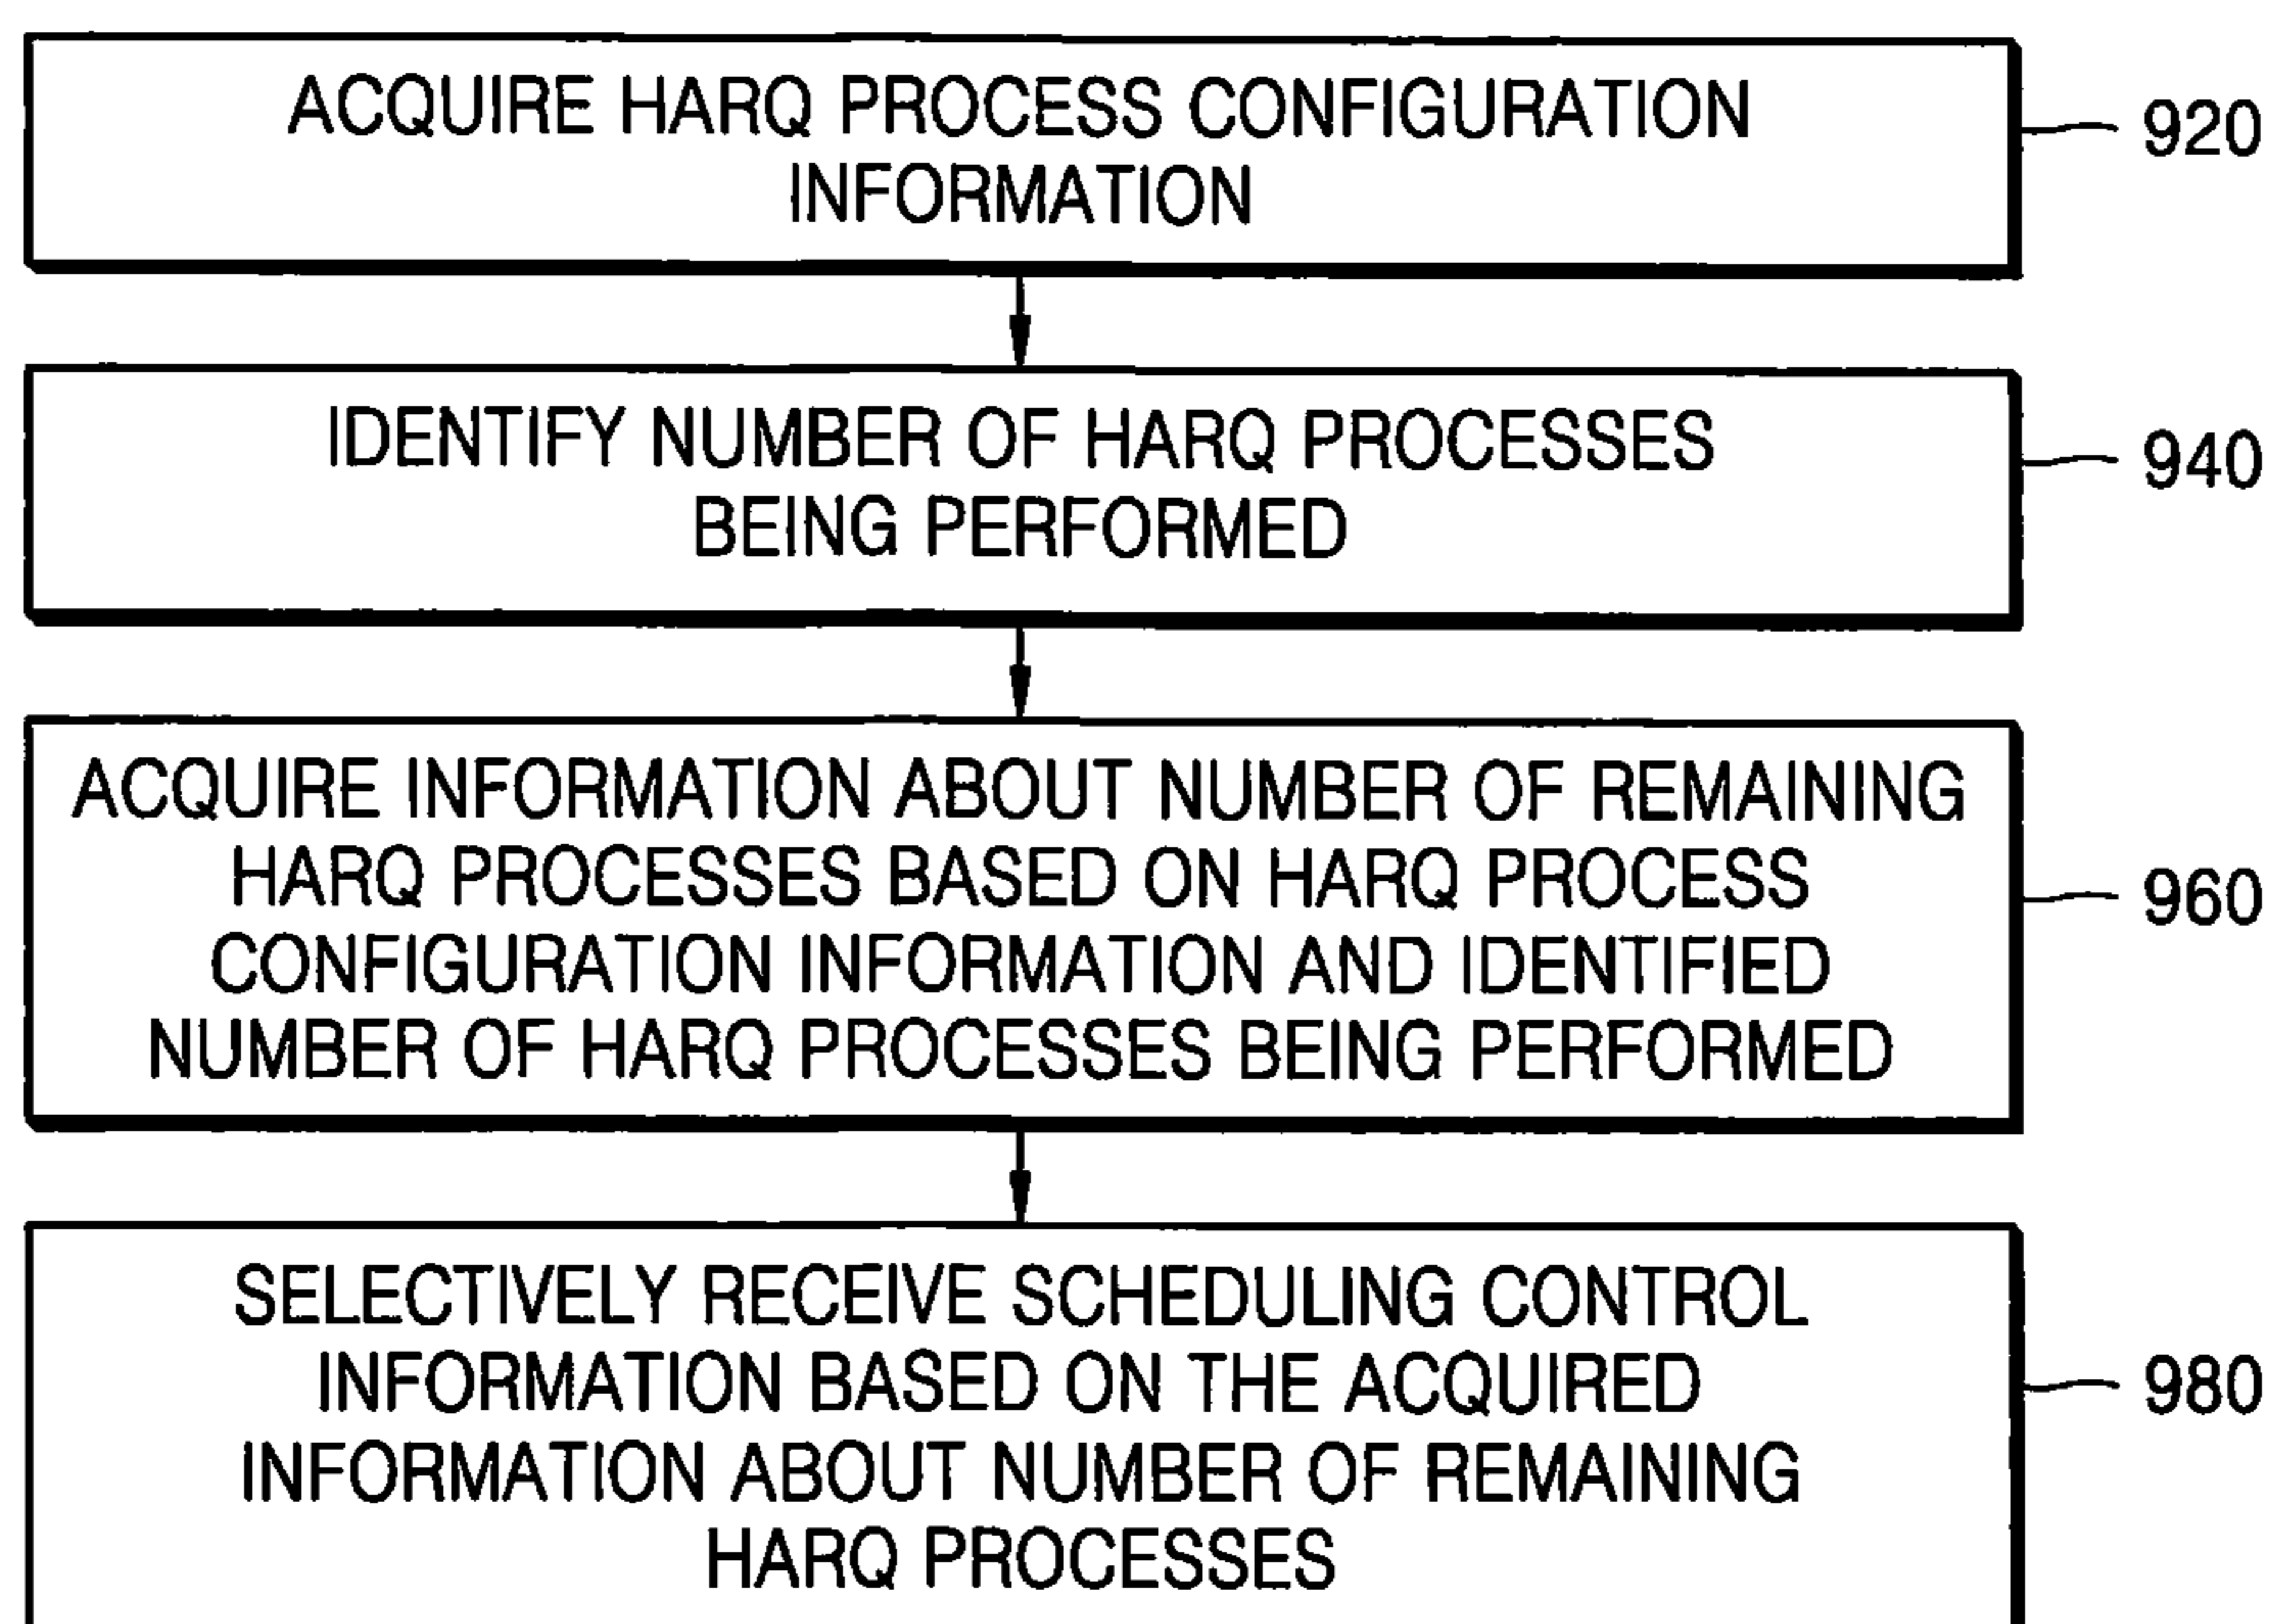 ACQUIRE HARQ PROCESS CONFIGURATION
INFORMATION
920
IDENTIFY NUMBER OF HARQ PROCESSES
BEING PERFORMED
940
ACQUIRE INFORMATION ABOUT NUMBER OF REMAINING
HARQ PROCESSES BASED ON HARQ PROCESS
CONFIGURATION INFORMATION AND IDENTIFIED
NUMBER OF HARQ PROCESSES BEING PERFORMED
960
SELECTIVELY RECEIVE SCHEDULING CONTROL
INFORMATION BASED ON THE ACQUIRED
INFORMATION ABOUT NUMBER OF REMAINING
HARQ PROCESSES
980